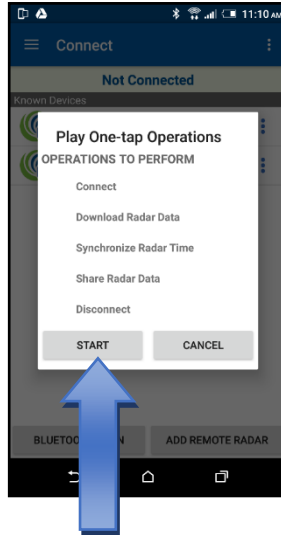 11:10 AM
Connect
Not Connected
Known Devices
Play One-tap Operations
OPERATIONS TO PERFORM
Connect
Download Radar Data
Synchronize Radar Time
Share Radar Data
Disconnect
START CANCEL
ADD REMOTE RADAR